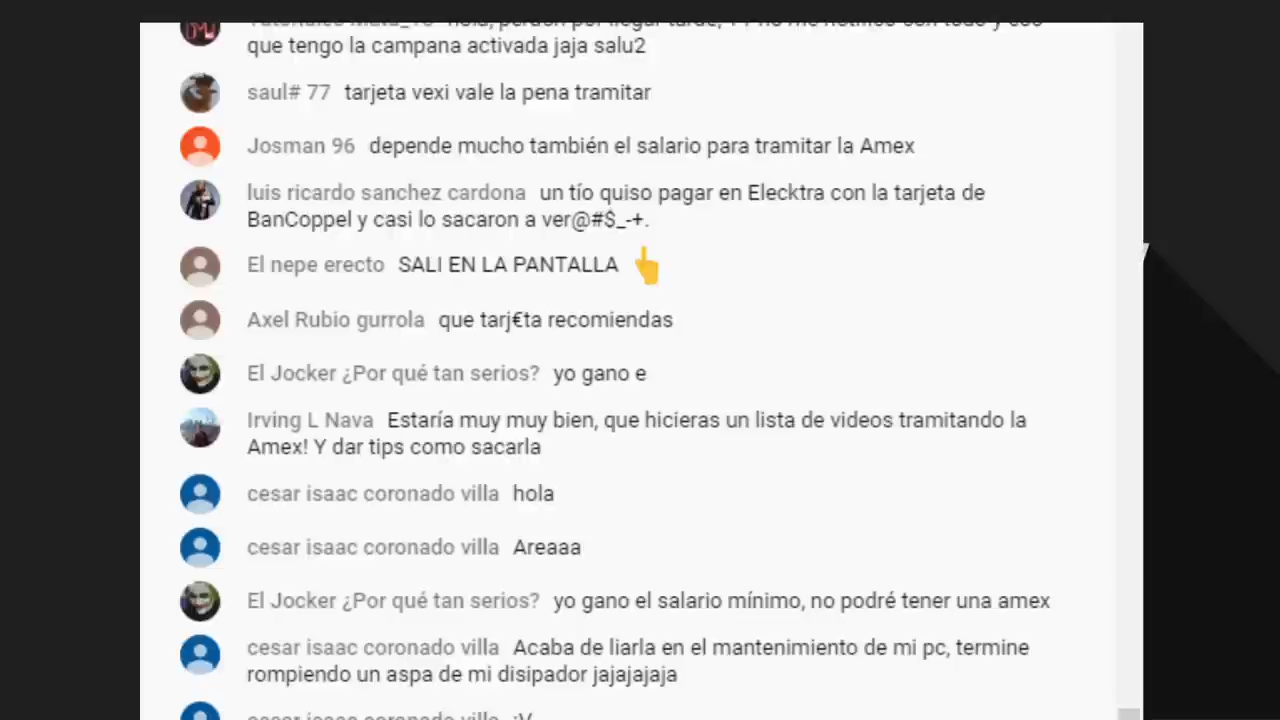 que tengo la campana activada jaja salu2
saul# 77 tarjeta vexi vale la pena tramitar
Josman 96 depende mucho también el salario para tramitar la Amex
luis ricardo sanchez cardona un tío quiso pagar en Elecktra con la tarjeta de
BanCoppel y casi lo sacaron a ver@#$_-+.
El nepe erecto SALI EN LA PANTALLA 👆
Axel Rubio gurrola que tarj€ta recomiendas
El Jocker ¿Por qué tan serios? yo gano e
Irving L Nava Estaría muy muy bien, que hicieras un lista de videos tramitando la
Amex! Y dar tips como sacarla
cesar isaac coronado villa hola
cesar isaac coronado villa Areaaa
El Jocker ¿Por qué tan serios? yo gano el salario mínimo, no podré tener una amex
cesar isaac coronado villa Acaba de liarla en el mantenimiento de mi pc, termine
rompiendo un aspa de mi disipador jajajajaja
cesar isaac coronado villa :V